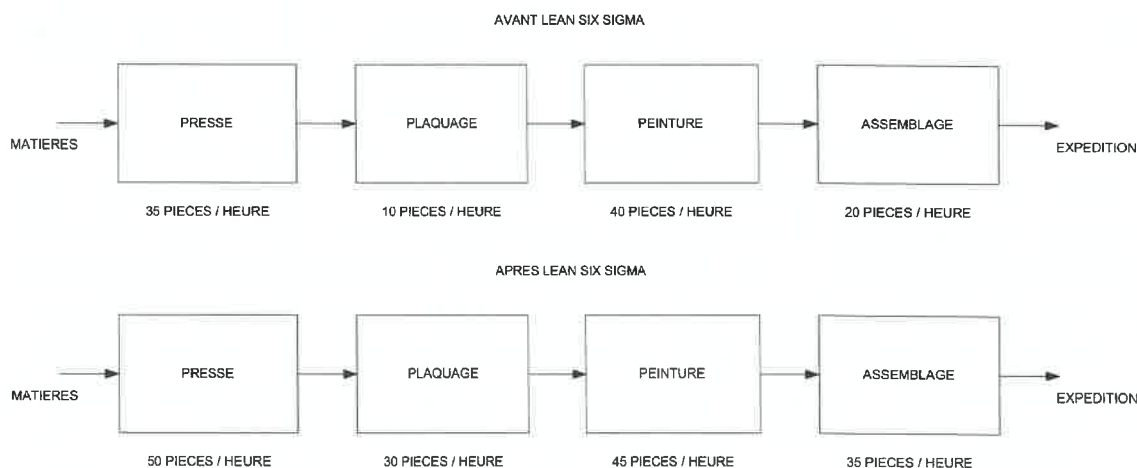 AVANT LEAN SIX SIGMA
PRESSE
PLAQUAGE
PEINTURE
ASSEMBLAGE
MATIERES
EXPEDITION
35 PIECES / HEURE
10 PIECES / HEURE
40 PIECES / HEURE
20 PIECES / HEURE
APRES LEAN SIX SIGMA
PRESSE
PLAQUAGE
PEINTURE
ASSEMBLAGE
MATIERES
EXPEDITION
50 PIECES / HEURE
30 PIECES / HEURE
45 PIECES / HEURE
35 PIECES / HEURE